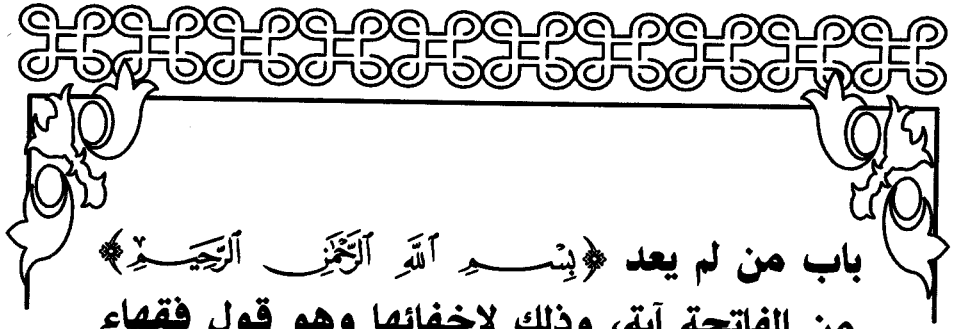 باب من لم يعد ﴿بِسْمِ ٱللَّهِ ٱلرَّحْمَٰنِ ٱلرَّحِيمِ﴾
من الفاتحة آية، وذلك لإخفائها وهو قول فقهاء